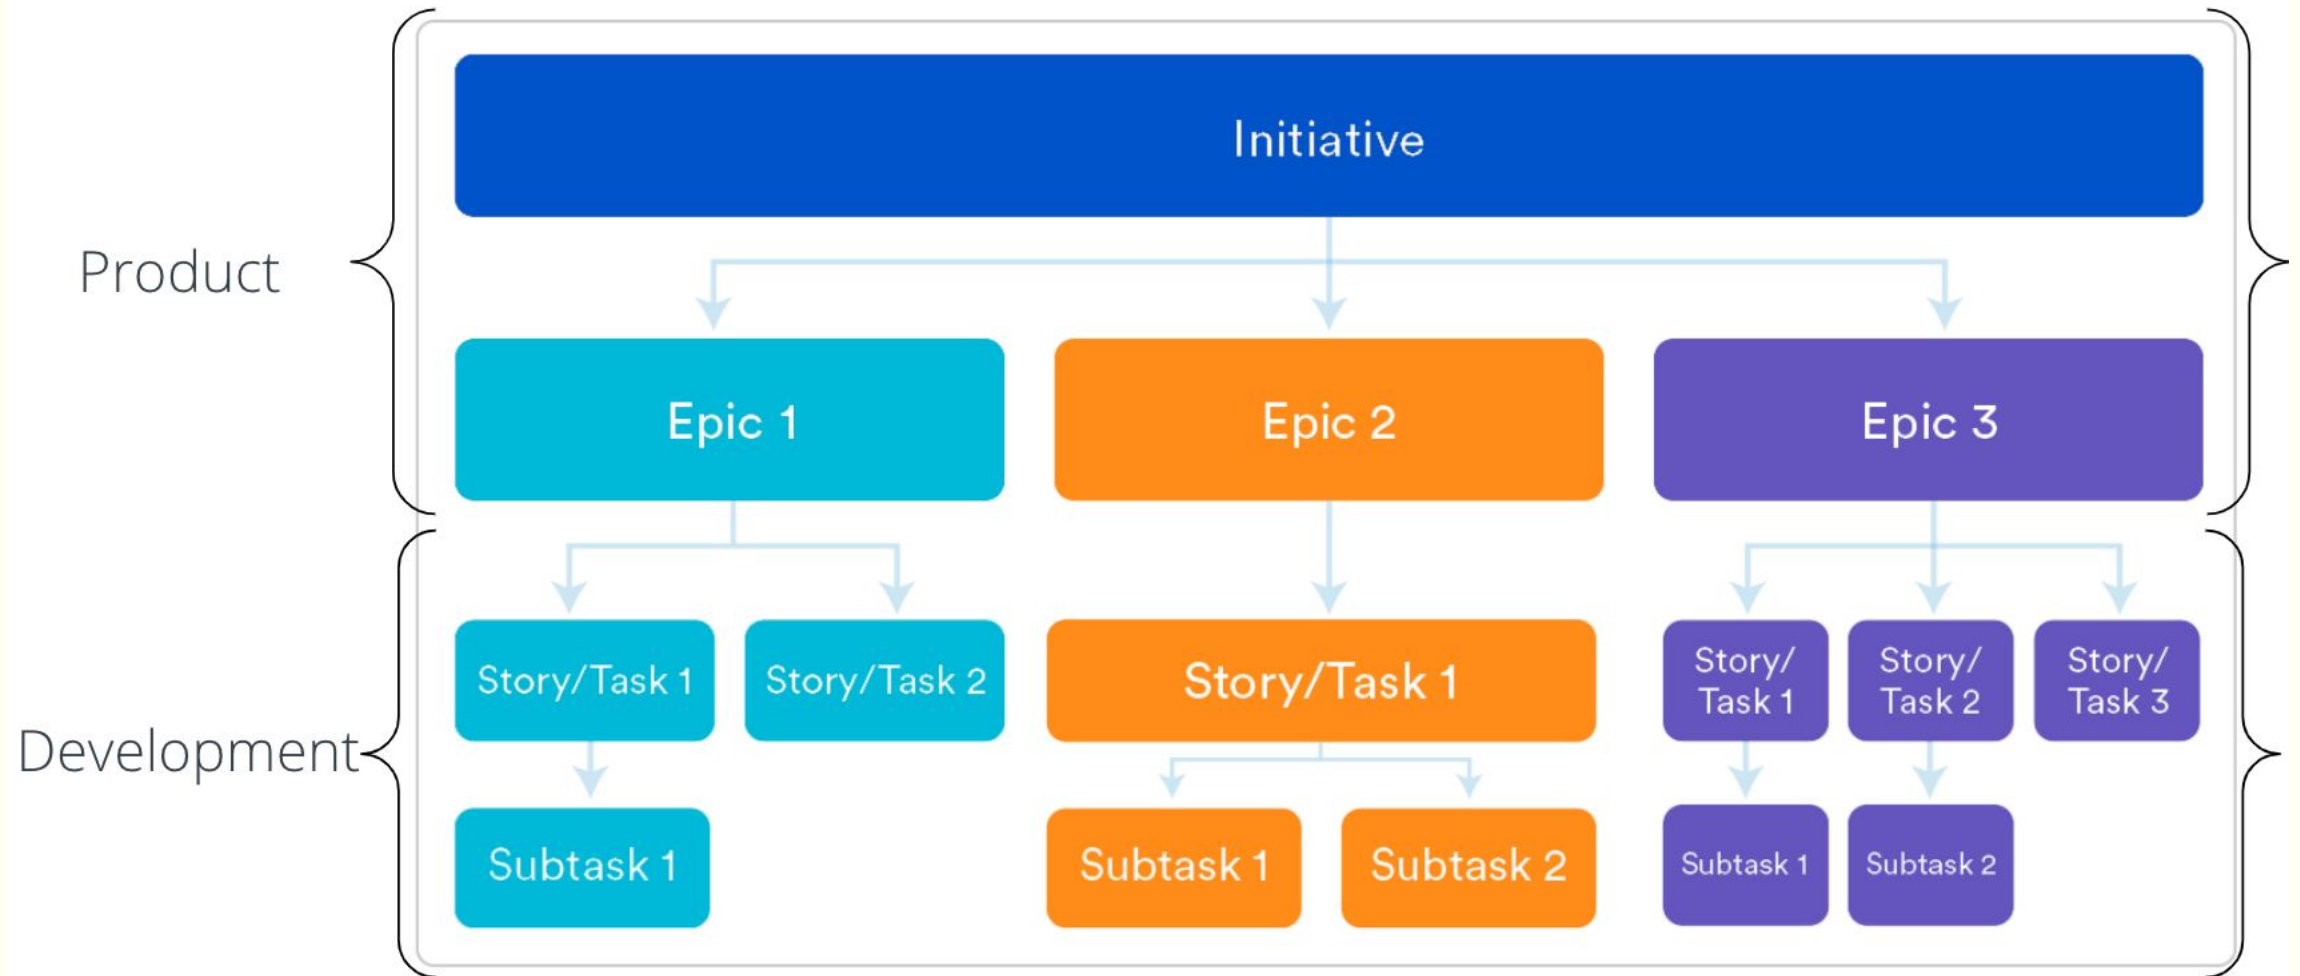 Initiative
Product
Epic 1
Epic 2
Epic 3
Story/Task 1
Story/Task 2
Story/Task 1
Story/
Task 1
Story/
Task 2
Story/
Task 3
Development
Subtask 1
Subtask 1
Subtask 2
Subtask 1
Subtask 2